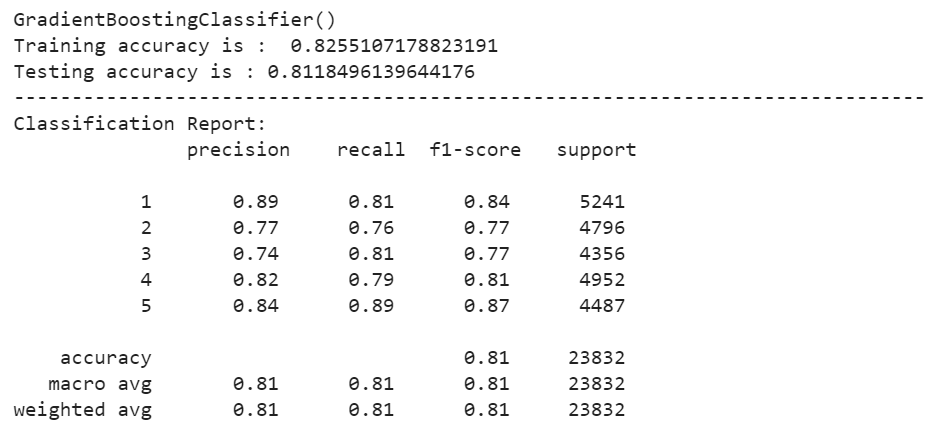 GradientBoostingClassifier()
Training accuracy is :  0.8255107178823191
Testing accuracy is : 0.8118496139644176
------------------------------------------------------------------------------
Classification Report:
              precision    recall  f1-score   support

           1       0.89      0.81      0.84      5241
           2       0.77      0.76      0.77      4796
           3       0.74      0.81      0.77      4356
           4       0.82      0.79      0.81      4952
           5       0.84      0.89      0.87      4487

    accuracy                           0.81     23832
   macro avg       0.81      0.81      0.81     23832
weighted avg       0.81      0.81      0.81     23832